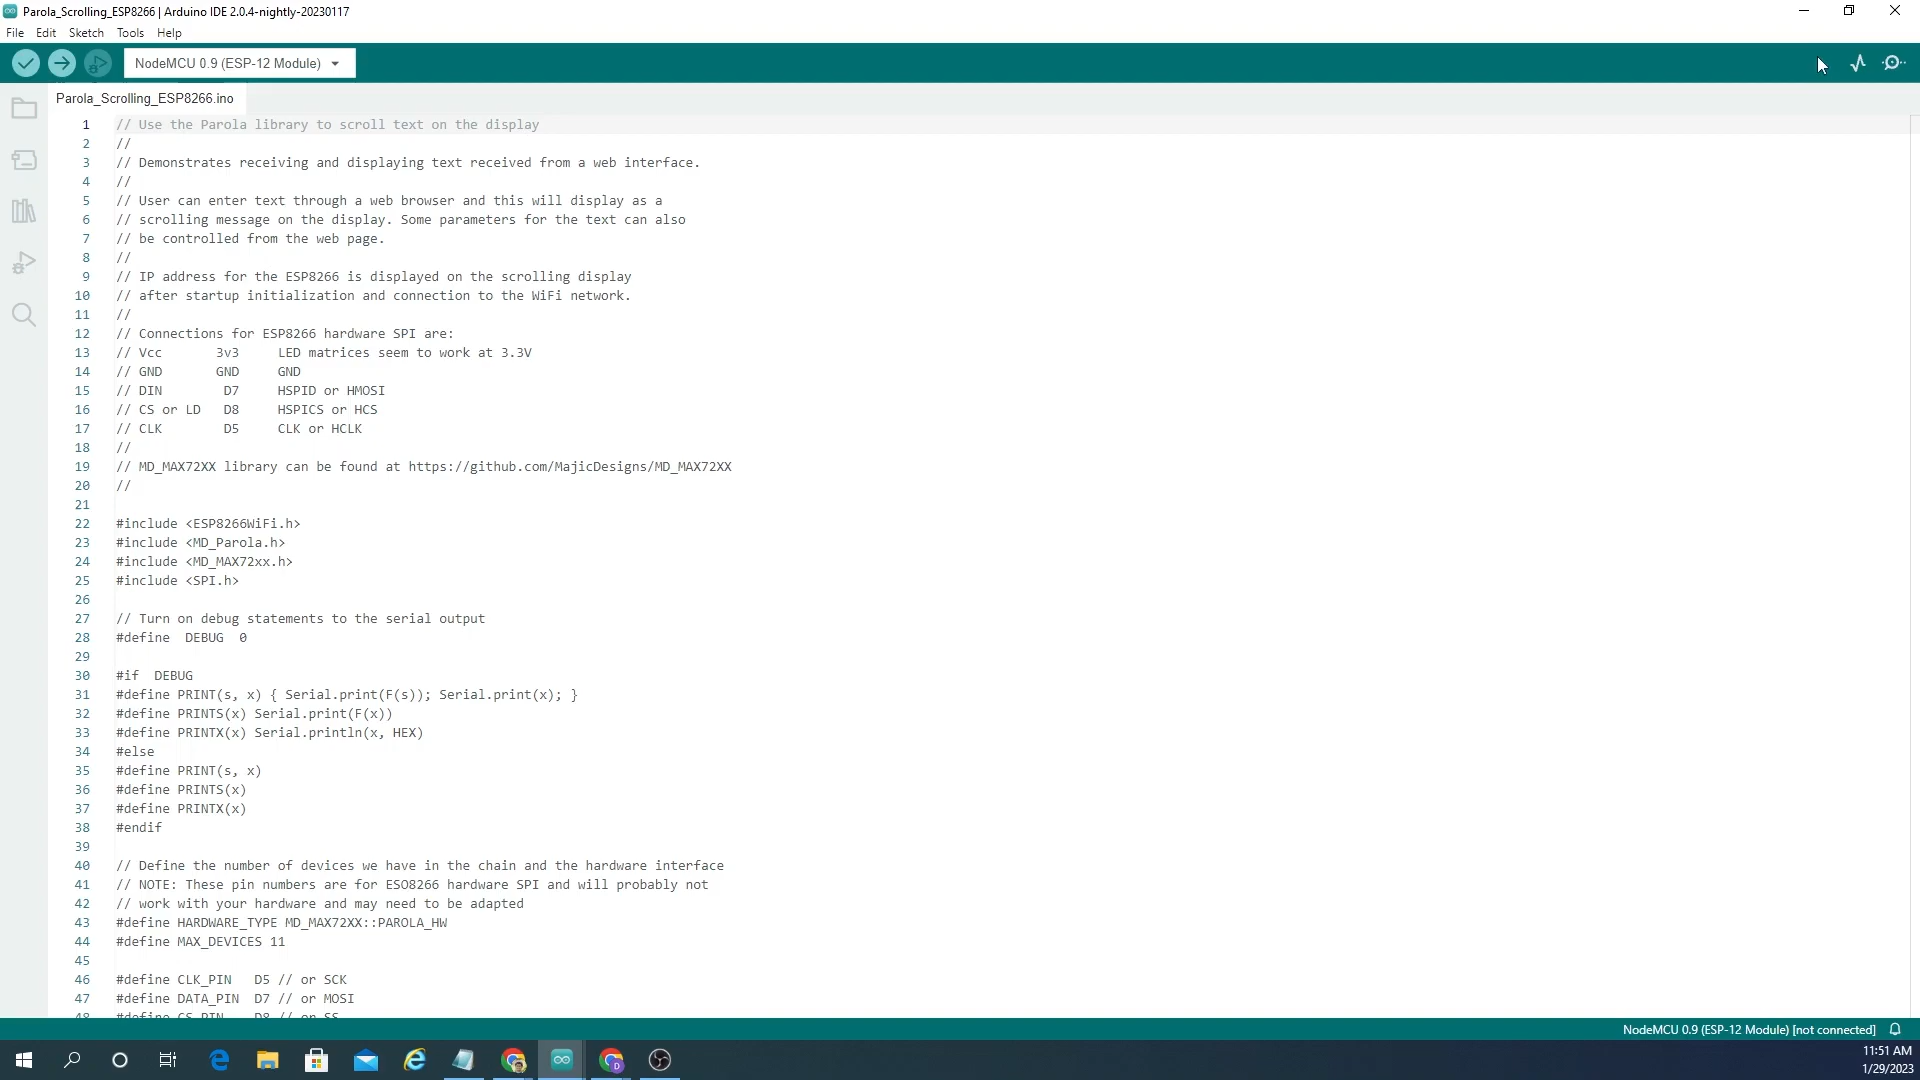 Parola_Scrolling_ESP8266 | Arduino IDE 2.0.4-nightly-20230117
File Edit Sketch Tools Help
NodeMCU 0.9 (ESP-12 Module)
Parola_Scrolling_ESP8266.ino
1 // Use the Parola library to scroll text on the display
2 //
3 // Demonstrates receiving and displaying text received from a web interface.
4 //
5 // User can enter text through a web browser and this will display as a
6 // scrolling message on the display. Some parameters for the text can also
7 // be controlled from the web page.
8 //
9 // IP address for the ESP8266 is displayed on the scrolling display
10 // after startup initialization and connection to the WiFi network.
11 //
12 // Connections for ESP8266 hardware SPI are:
13 // Vcc       3v3     LED matrices seem to work at 3.3V
14 // GND       GND     GND
15 // DIN        D7     HSPID or HMOSI
16 // CS or LD   D8     HSPICS or HCS
17 // CLK        D5     CLK or HCLK
18 //
19 // MD_MAX72XX library can be found at https://github.com/MajicDesigns/MD_MAX72XX
20 //
21
22 #include <ESP8266WiFi.h>
23 #include <MD_Parola.h>
24 #include <MD_MAX72xx.h>
25 #include <SPI.h>
26
27 // Turn on debug statements to the serial output
28 #define  DEBUG  0
29
30 #if  DEBUG
31 #define PRINT(s, x) { Serial.print(F(s)); Serial.print(x); }
32 #define PRINTS(x) Serial.print(F(x))
33 #define PRINTX(x) Serial.println(x, HEX)
34 #else
35 #define PRINT(s, x)
36 #define PRINTS(x)
37 #define PRINTX(x)
38 #endif
39
40 // Define the number of devices we have in the chain and the hardware interface
41 // NOTE: These pin numbers are for ESO8266 hardware SPI and will probably not
42 // work with your hardware and may need to be adapted
43 #define HARDWARE_TYPE MD_MAX72XX::PAROLA_HW
44 #define MAX_DEVICES 11
45
46 #define CLK_PIN   D5 // or SCK
47 #define DATA_PIN  D7 // or MOSI
48 #define CS_PIN    D8 // or SS
NodeMCU 0.9 (ESP-12 Module) [not connected]
11:51 AM
1/29/2023